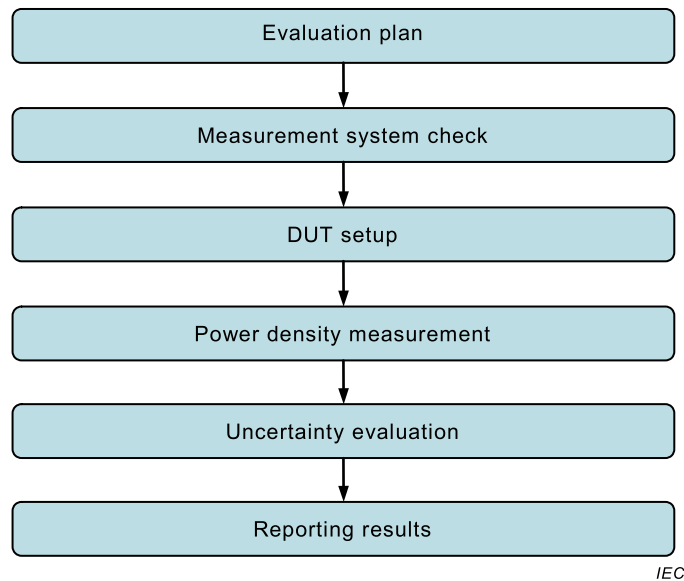 Evaluation plan
Measurement system check
DUT setup
Power density measurement
Uncertainty evaluation
Reporting results
IEC